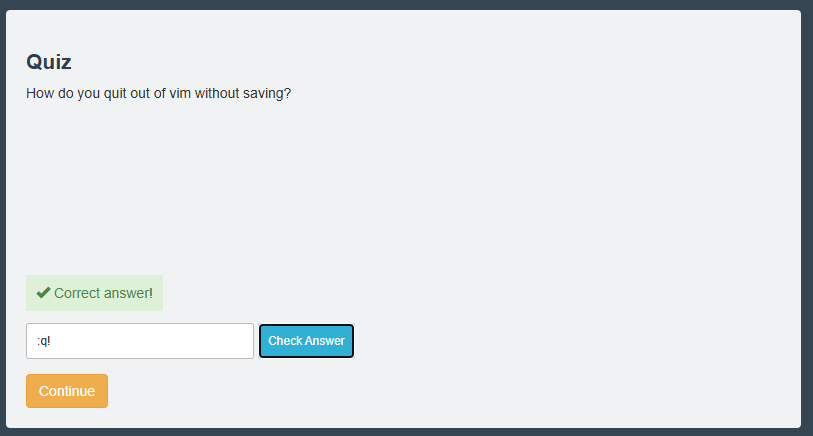 Quiz
How do you quit out of vim without saving?
Correct answer!
:q!
Check Answer
Continue